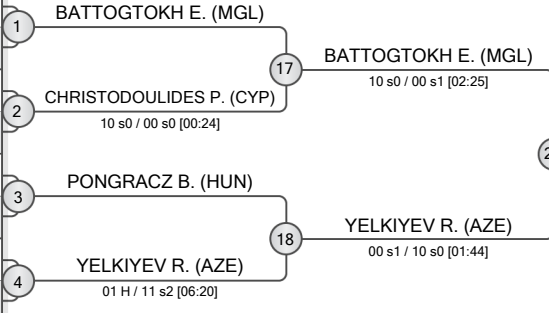 1
BATTOGTOKH E. (MGL)
17
BATTOGTOKH E. (MGL)
10 s0 / 00 s1 [02:25]
2
CHRISTODOULIDES P. (CYP)
10 s0 / 00 s0 [00:24]
3
PONGRACZ B. (HUN)
18
YELKIYEV R. (AZE)
00 s1 / 10 s0 [01:44]
4
YELKIYEV R. (AZE)
01 H / 11 s2 [06:20]